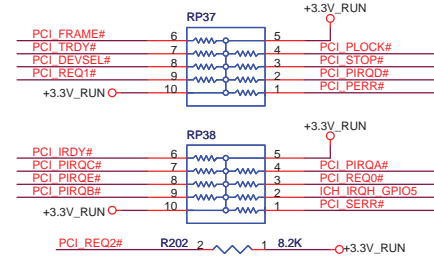 RP37
+3.3V_RUN
PCI_FRAME# 6 5
PCI_TRDY# 7 4 PCI_PLOCK#
PCI_DEVSEL# 8 3 PCI_STOP#
PCI_REQ1# 9 2 PCI_PIRQD#
+3.3V_RUN 10 1 PCI_PERR#
RP38
+3.3V_RUN
PCI_IRDY# 6 5
PCI_PIRQC# 7 4 PCI_PIRQA#
PCI_PIRQE# 8 3 PCI_REQ0#
PCI_PIRQB# 9 2 ICH_IRQH_GPIO5
+3.3V_RUN 10 1 PCI_SERR#
PCI_REQ2# R202 2 1 8.2K +3.3V_RUN